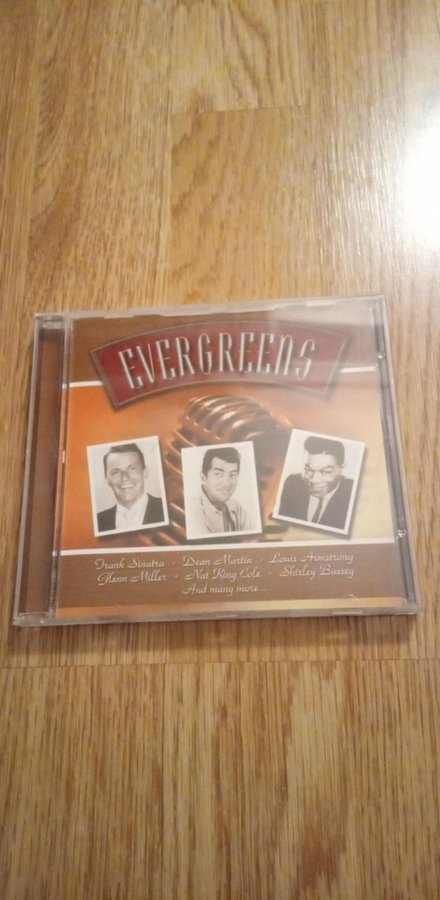 EVERGREENS
Frank Sinatra · Dean Martin · Louis Armstrong
Glenn Miller · Nat King Cole · Shirley Bassey
And many more...